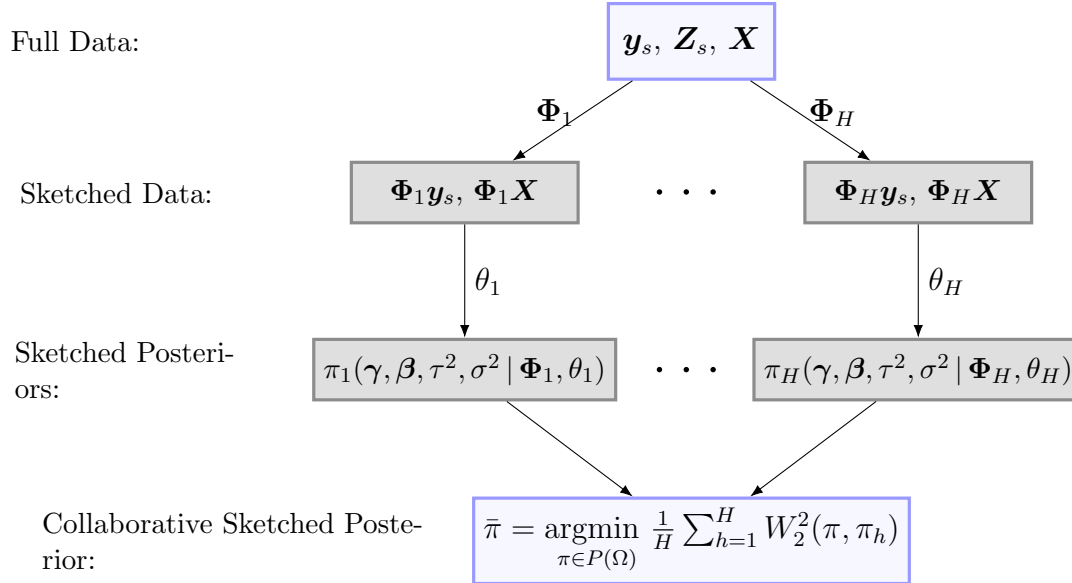 Full Data: 𝒚ₛ, 𝒁ₛ, 𝑿
𝚽₁ 𝚽_H
Sketched Data: 𝚽₁𝒚ₛ, 𝚽₁𝑿 · · · 𝚽_H𝒚ₛ, 𝚽_H𝑿
θ₁ θ_H
Sketched Posteri-
ors:
π₁(𝜸, 𝜷, τ², σ² | 𝚽₁, θ₁) · · · π_H(𝜸, 𝜷, τ², σ² | 𝚽_H, θ_H)
Collaborative Sketched Poste-
rior:
π̄ = argmin_{π∈P(Ω)} \frac{1}{H} ∑_{h=1}^{H} W₂²(π, π_h)